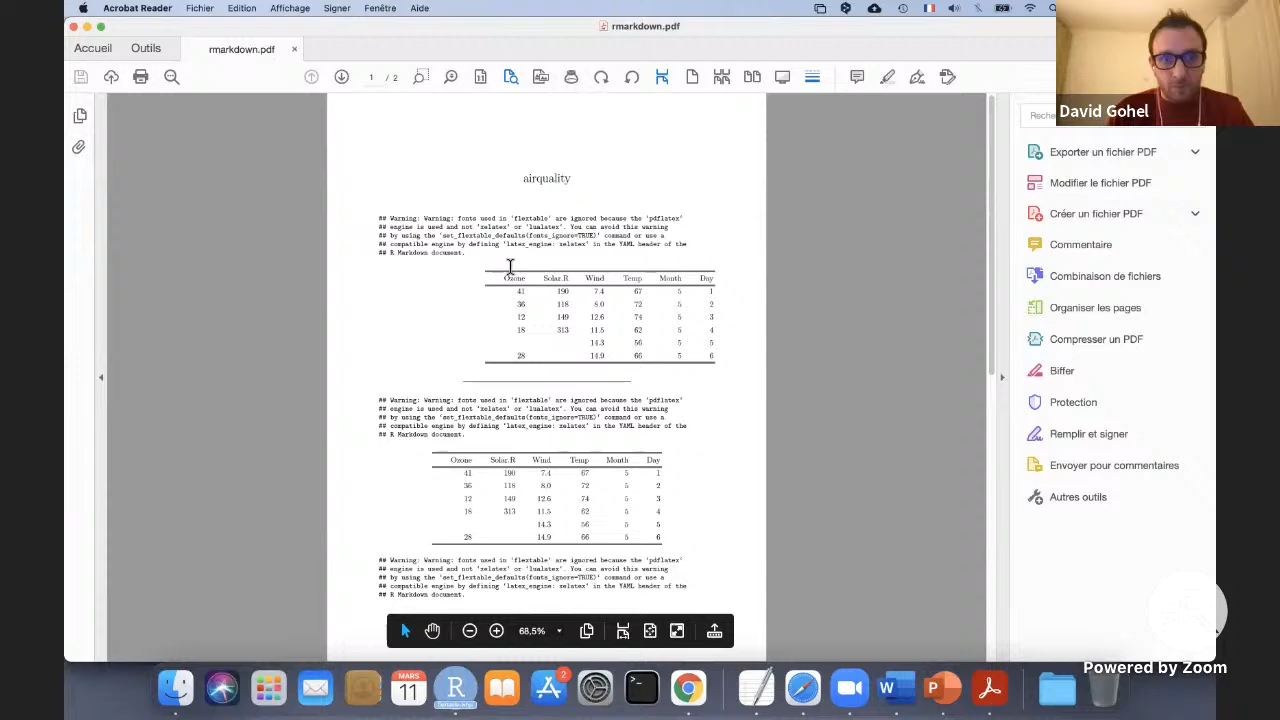 Acrobat Reader Fichier Edition Affichage Signer Fenêtre Aide
rmarkdown.pdf
Accueil Outils rmarkdown.pdf ×
1 / 2
Reche
David Gohel
Exporter un fichier PDF
Modifier le fichier PDF
Créer un fichier PDF
Commentaire
Combinaison de fichiers
Organiser les pages
Compresser un PDF
Biffer
Protection
Remplir et signer
Envoyer pour commentaires
Autres outils
airquality
## Warning: Warning: fonts used in 'flextable' are ignored because the 'pdflatex'
## engine is used and not 'xelatex' or 'lualatex'. You can avoid this warning
## by using the 'set_flextable_defaults(fonts_ignore=TRUE)' command or use a
## compatible engine by defining 'latex_engine: xelatex' in the YAML header of the
## R Markdown document.
Ozone Solar.R Wind Temp Month Day
41 190 7.4 67 5 1
36 118 8.0 72 5 2
12 149 12.6 74 5 3
18 313 11.5 62 5 4
14.3 56 5 5
28 14.9 66 5 6
## Warning: Warning: fonts used in 'flextable' are ignored because the 'pdflatex'
## engine is used and not 'xelatex' or 'lualatex'. You can avoid this warning
## by using the 'set_flextable_defaults(fonts_ignore=TRUE)' command or use a
## compatible engine by defining 'latex_engine: xelatex' in the YAML header of the
## R Markdown document.
Ozone Solar.R Wind Temp Month Day
41 190 7.4 67 5 1
36 118 8.0 72 5 2
12 149 12.6 74 5 3
18 313 11.5 62 5 4
14.3 56 5 5
28 14.9 66 5 6
## Warning: Warning: fonts used in 'flextable' are ignored because the 'pdflatex'
## engine is used and not 'xelatex' or 'lualatex'. You can avoid this warning
## by using the 'set_flextable_defaults(fonts_ignore=TRUE)' command or use a
## compatible engine by defining 'latex_engine: xelatex' in the YAML header of the
## R Markdown document.
68,5%
MARS
11
R
2
W
P
Powered by Zoom